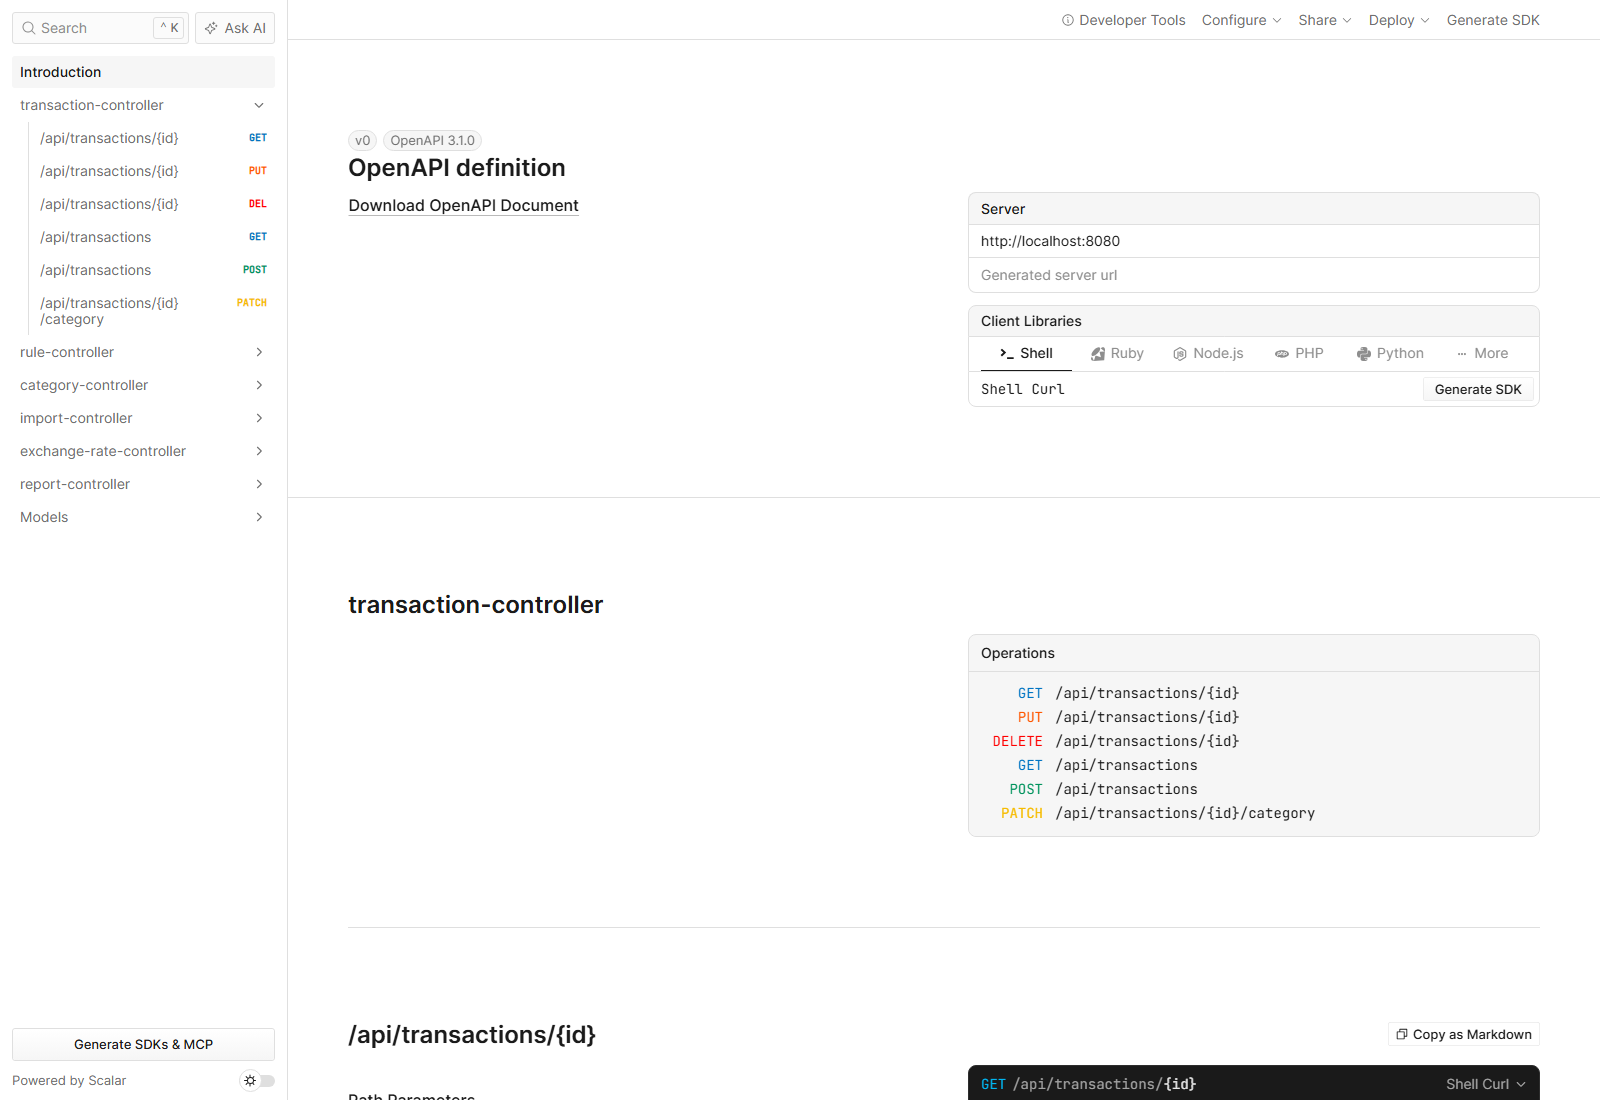 Search
^ K
Ask AI
Introduction
transaction-controller
/api/transactions/{id} GET
/api/transactions/{id} PUT
/api/transactions/{id} DEL
/api/transactions GET
/api/transactions POST
/api/transactions/{id} PATCH
/category
rule-controller
category-controller
import-controller
exchange-rate-controller
report-controller
Models
Generate SDKs & MCP
Powered by Scalar
Developer Tools Configure Share Deploy Generate SDK
v0 OpenAPI 3.1.0
OpenAPI definition
Download OpenAPI Document
Server
http://localhost:8080
Generated server url
Client Libraries
Shell Ruby Node.js PHP Python More
Shell Curl Generate SDK
transaction-controller
Operations
GET /api/transactions/{id}
PUT /api/transactions/{id}
DELETE /api/transactions/{id}
GET /api/transactions
POST /api/transactions
PATCH /api/transactions/{id}/category
/api/transactions/{id}
Copy as Markdown
Path Parameters
GET /api/transactions/{id} Shell Curl